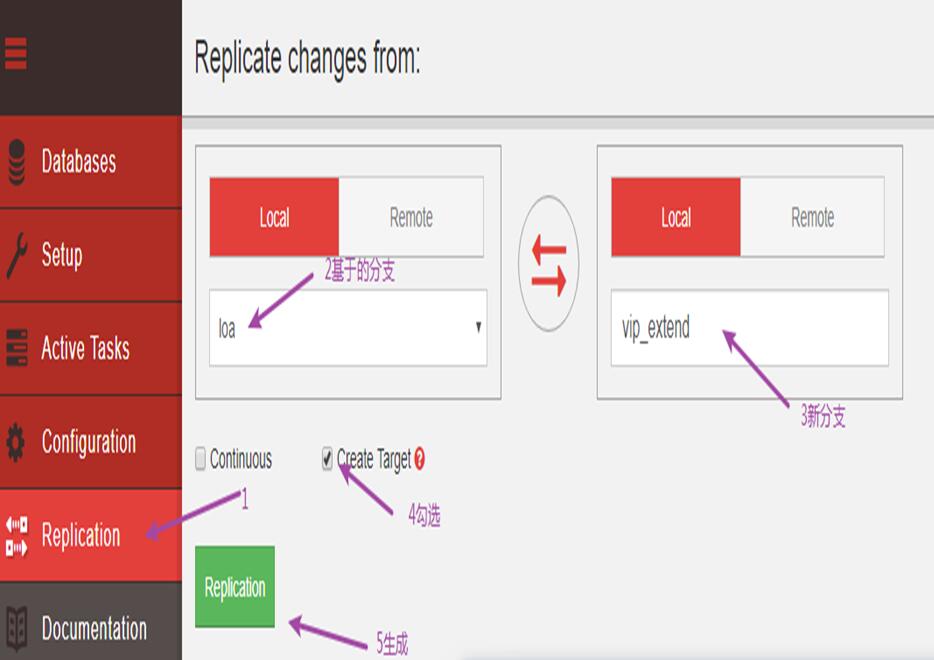 Replicate changes from:
Databases
Setup
Active Tasks
Configuration
Replication
Documentation
Local
Remote
2基于的分支
loa
Local
Remote
vip_extend
3新分支
Continuous
Create Target ?
4勾选
1
Replication
5生成